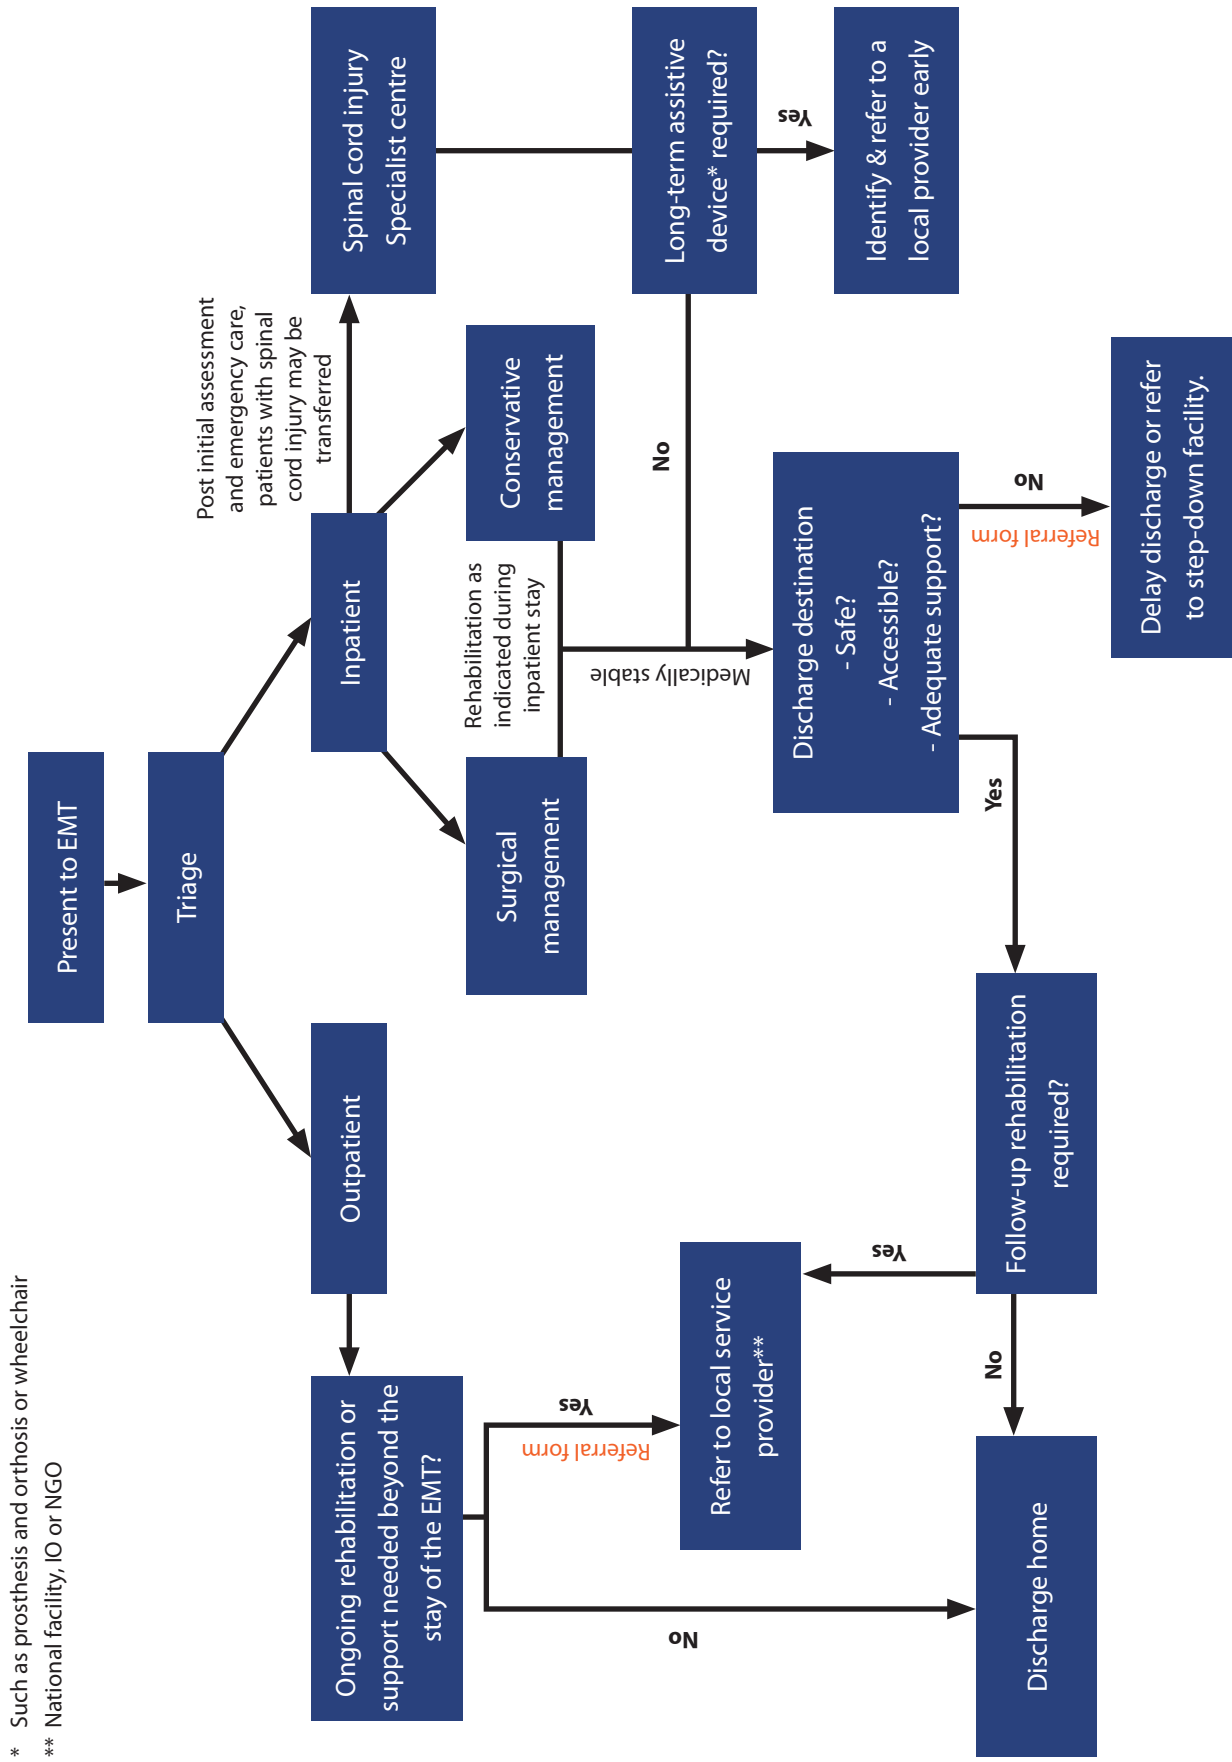 Present to EMT
Triage
Outpatient
Inpatient
Post initial assessment
and emergency care,
patients with spinal
cord injury may be
transferred
Spinal cord injury
Specialist centre
Ongoing rehabilitation or
support needed beyond the
stay of the EMT?
Surgical
management
Rehabilitation as
indicated during
inpatient stay
Conservative
management
No
Referral form
Yes
Medically stable
No
Long-term assistive
device* required?
Yes
Refer to local service
provider**
Discharge destination
- Safe?
- Accessible?
- Adequate support?
Identify & refer to a
local provider early
Yes
Yes
Referral form
No
Discharge home
No
Follow-up rehabilitation
required?
Delay discharge or refer
to step-down facility.
* Such as prosthesis and orthosis or wheelchair
** National facility, IO or NGO